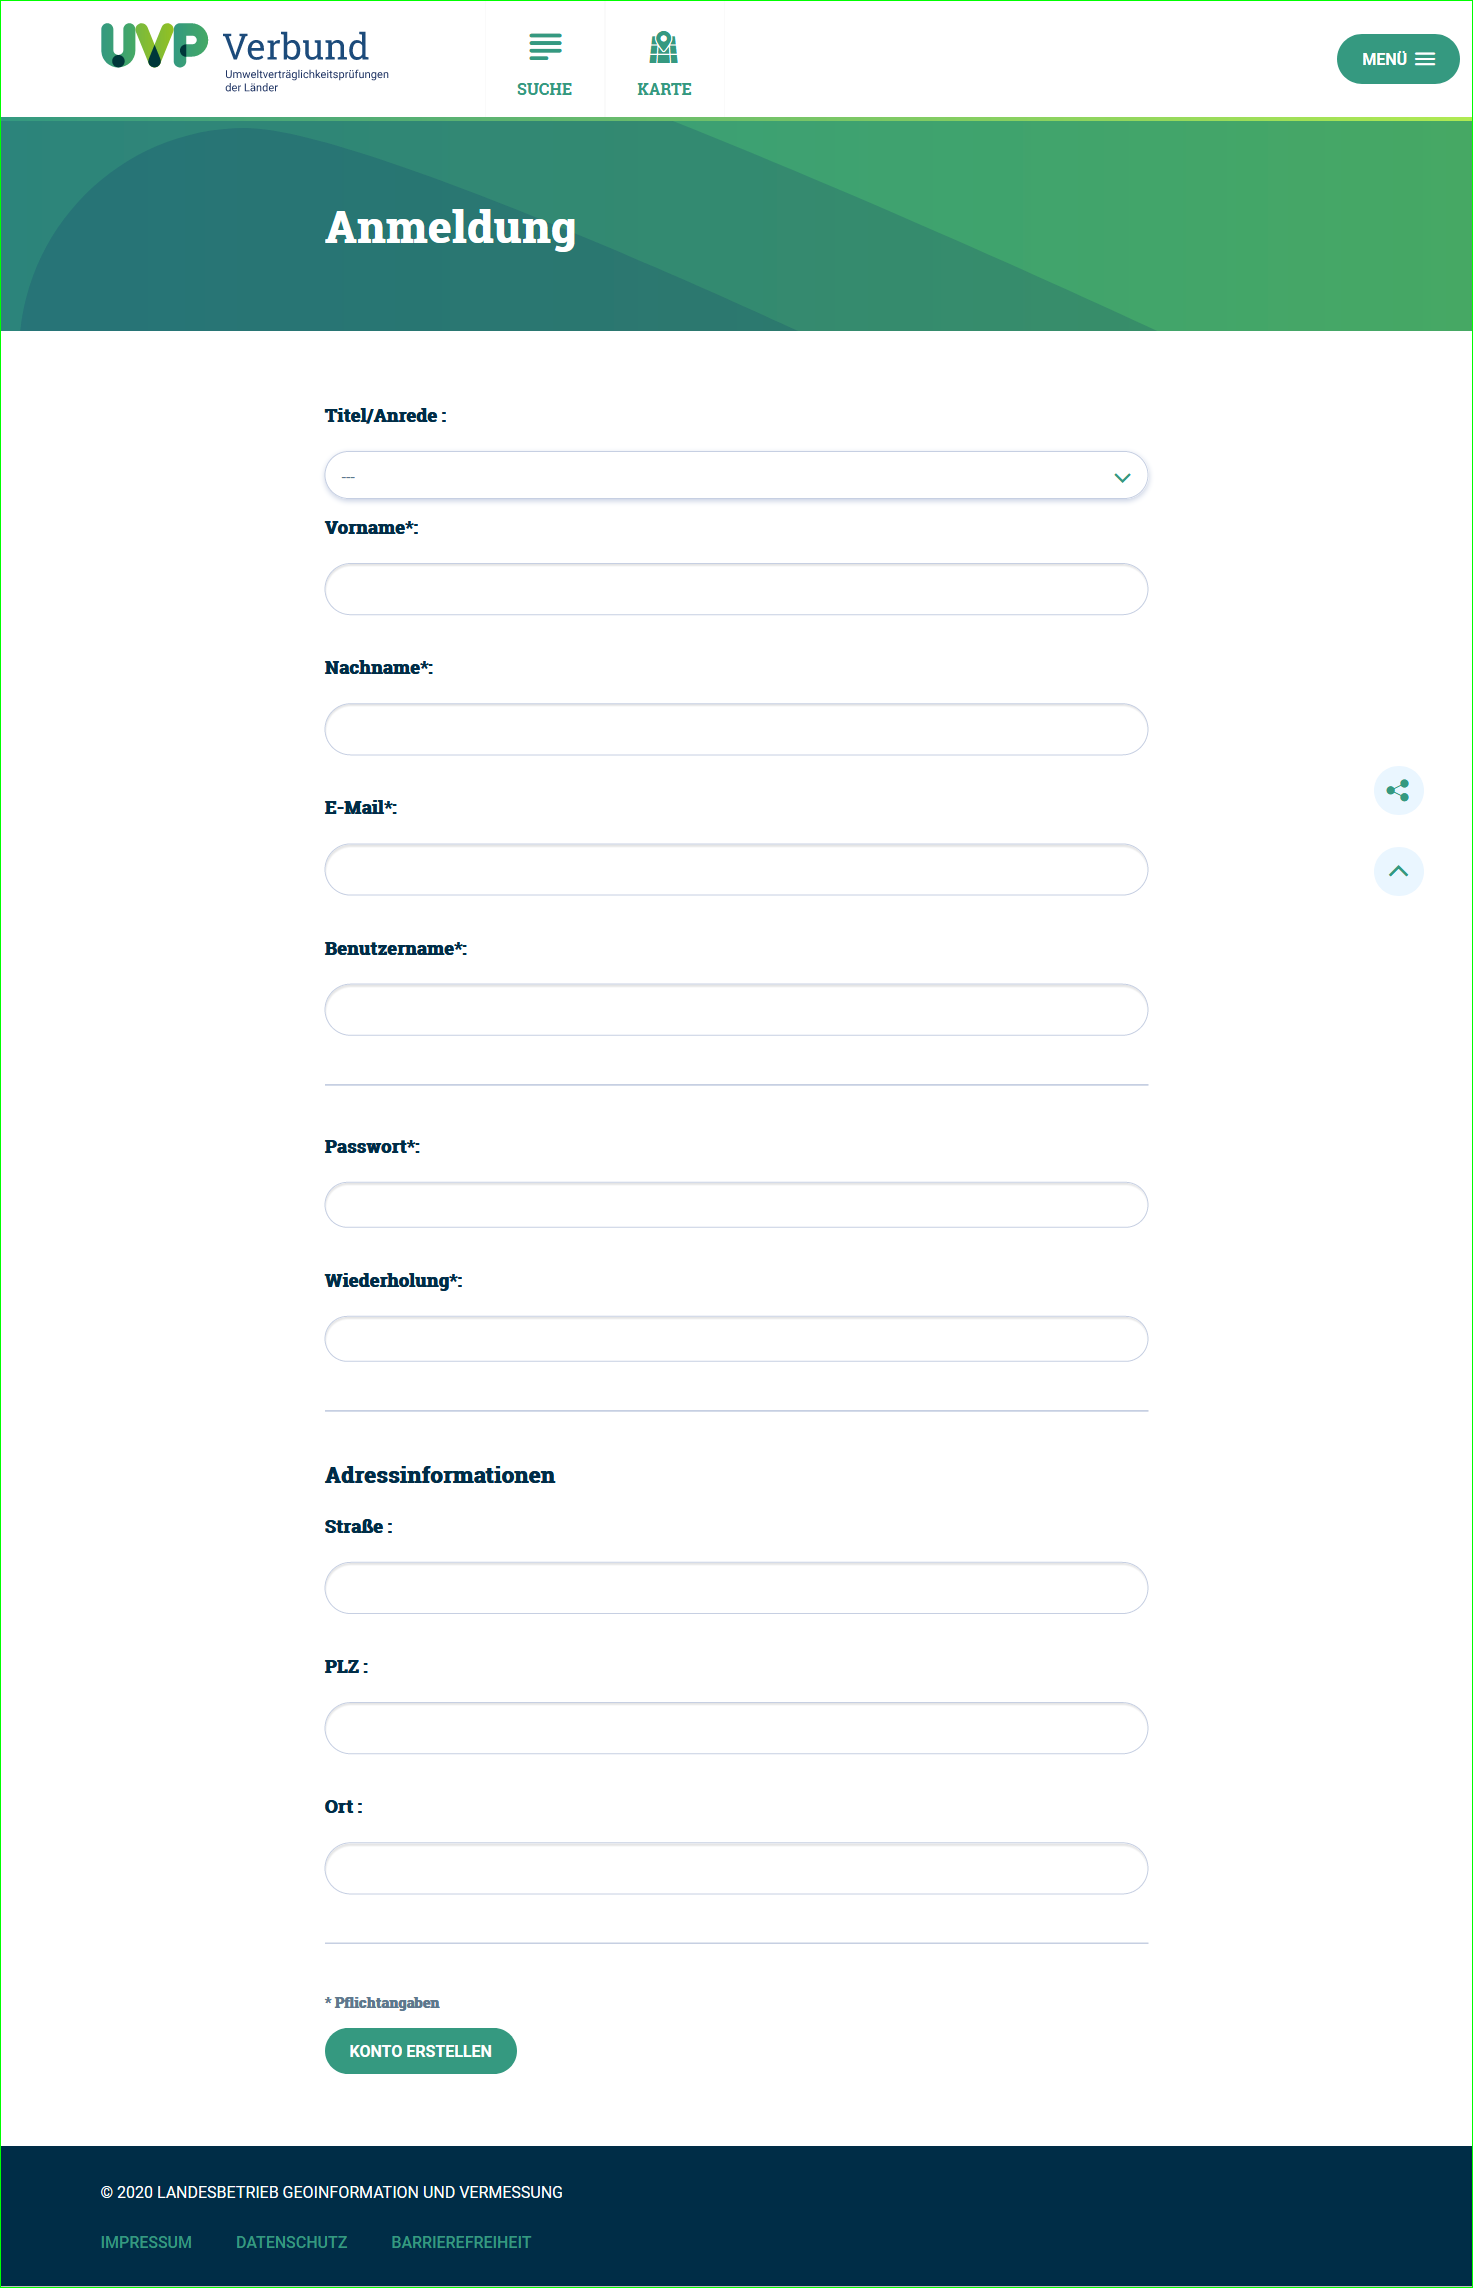 UVP Verbund
Umweltverträglichkeitsprüfungen
der Länder
SUCHE
KARTE
MENÜ
Anmeldung
Titel/Anrede :
---
Vorname*:
Nachname*:
E-Mail*:
Benutzername*:
Passwort*:
Wiederholung*:
Adressinformationen
Straße :
PLZ :
Ort :
* Pflichtangaben
KONTO ERSTELLEN
© 2020 LANDESBETRIEB GEOINFORMATION UND VERMESSUNG
IMPRESSUM DATENSCHUTZ BARRIEREFREIHEIT